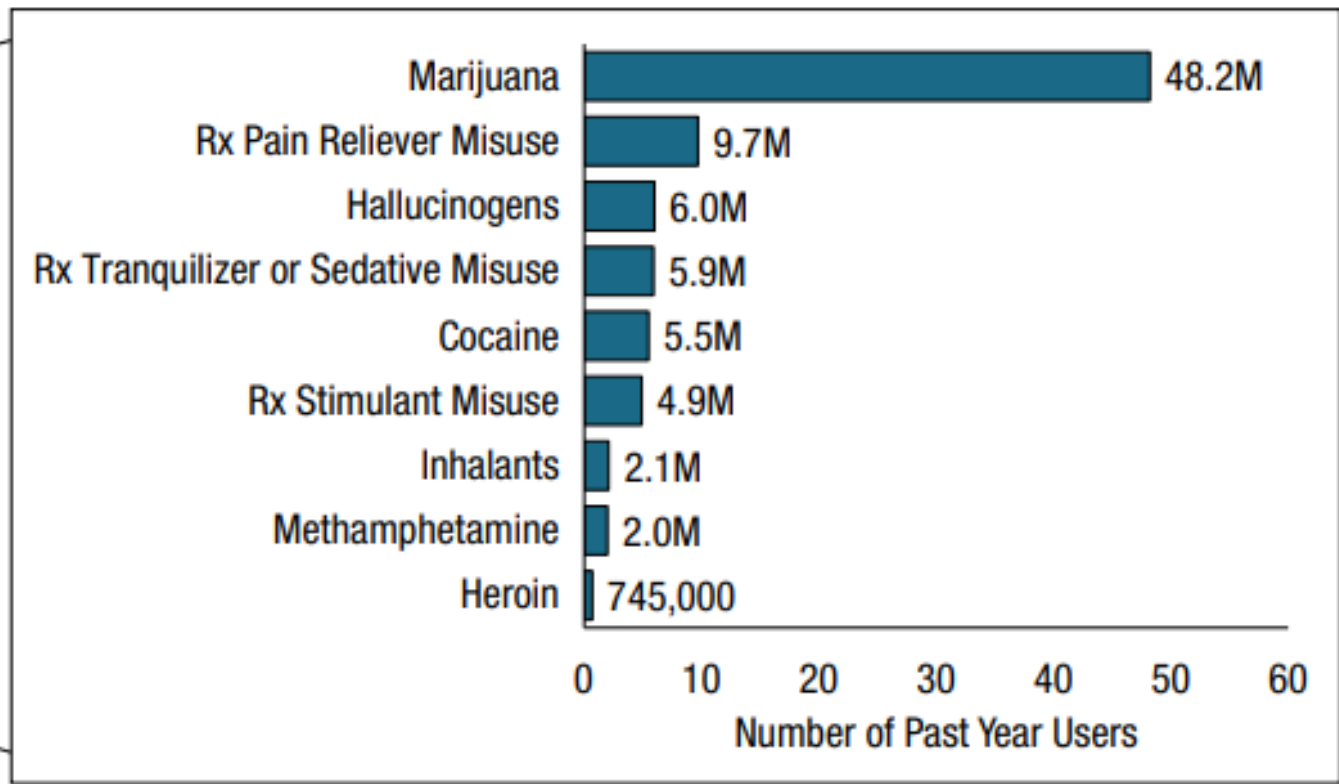 Marijuana 48.2M
Rx Pain Reliever Misuse 9.7M
Hallucinogens 6.0M
Rx Tranquilizer or Sedative Misuse 5.9M
Cocaine 5.5M
Rx Stimulant Misuse 4.9M
Inhalants 2.1M
Methamphetamine 2.0M
Heroin 745,000
0 10 20 30 40 50 60
Number of Past Year Users